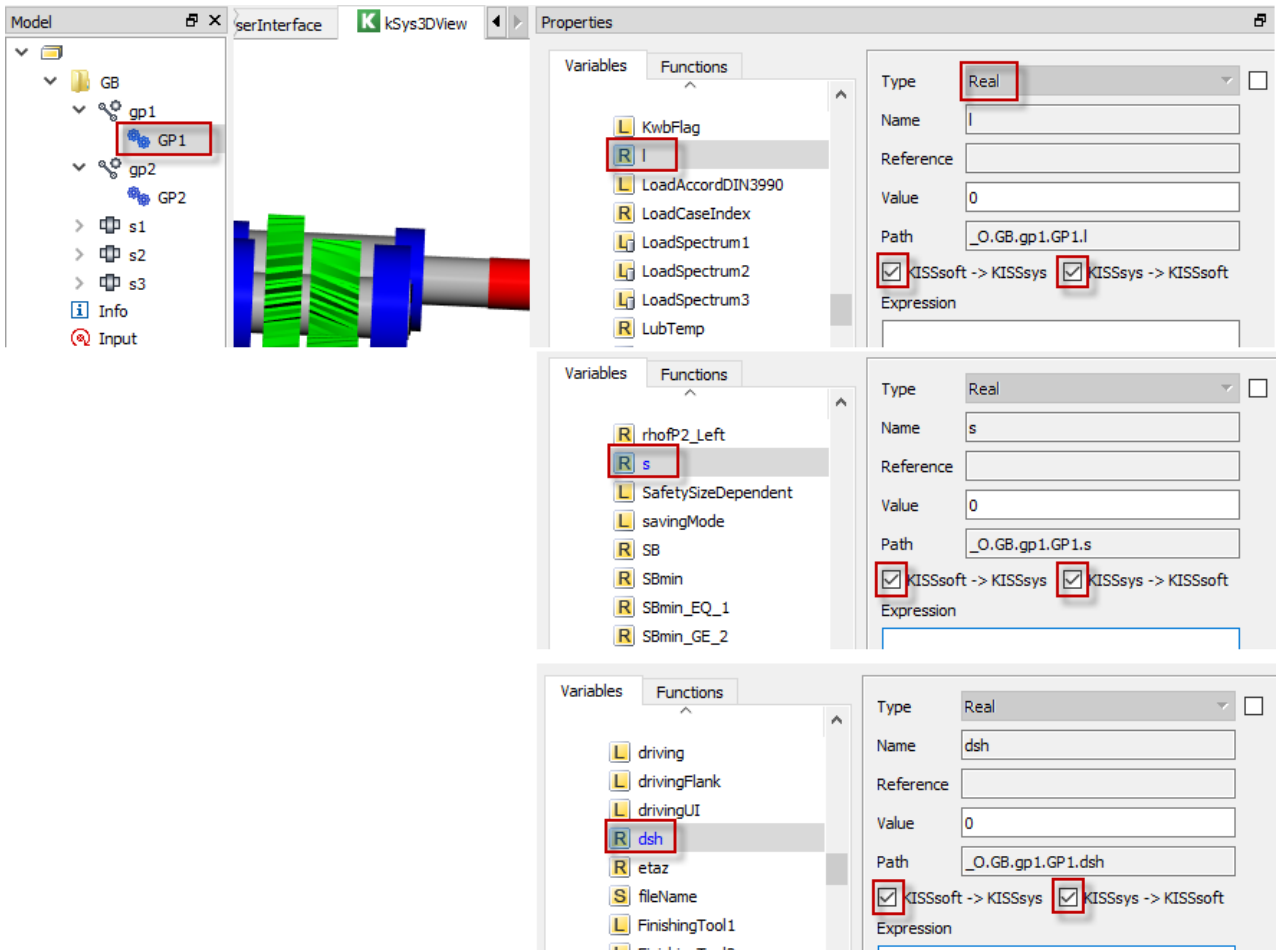 Model
serInterface
kSys3DView
Properties
GB
gp1
GP1
gp2
GP2
s1
s2
s3
Info
Input
Variables
Functions
L KwbFlag
R l
L LoadAccordDIN3990
R LoadCaseIndex
L LoadSpectrum1
L LoadSpectrum2
L LoadSpectrum3
R LubTemp
Type Real
Name l
Reference
Value 0
Path _O.GB.gp1.GP1.l
KISSsoft -> KISSsys KISSsys -> KISSsoft
Expression
Variables
Functions
R rhofP2_Left
R s
L SafetySizeDependent
L savingMode
R SB
R SBmin
R SBmin_EQ_1
R SBmin_GE_2
Type Real
Name s
Reference
Value 0
Path _O.GB.gp1.GP1.s
KISSsoft -> KISSsys KISSsys -> KISSsoft
Expression
Variables
Functions
L driving
L drivingFlank
L drivingUI
R dsh
R etaz
S fileName
L FinishingTool1
Type Real
Name dsh
Reference
Value 0
Path _O.GB.gp1.GP1.dsh
KISSsoft -> KISSsys KISSsys -> KISSsoft
Expression